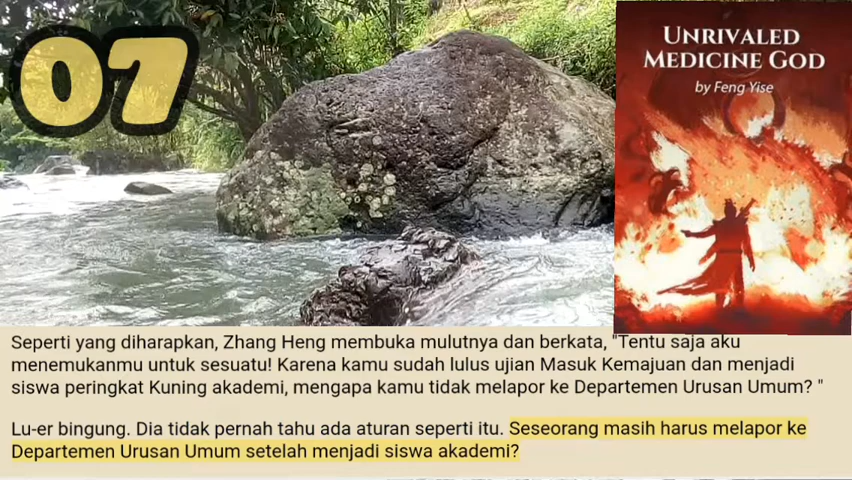 07
UNRIVALED
MEDICINE GOD
by Feng Yise
Seperti yang diharapkan, Zhang Heng membuka mulutnya dan berkata, "Tentu saja aku
menemukanmu untuk sesuatu! Karena kamu sudah lulus ujian Masuk Kemajuan dan menjadi
siswa peringkat Kuning akademi, mengapa kamu tidak melapor ke Departemen Urusan Umum? "
Lu-er bingung. Dia tidak pernah tahu ada aturan seperti itu. Seseorang masih harus melapor ke
Departemen Urusan Umum setelah menjadi siswa akademi?